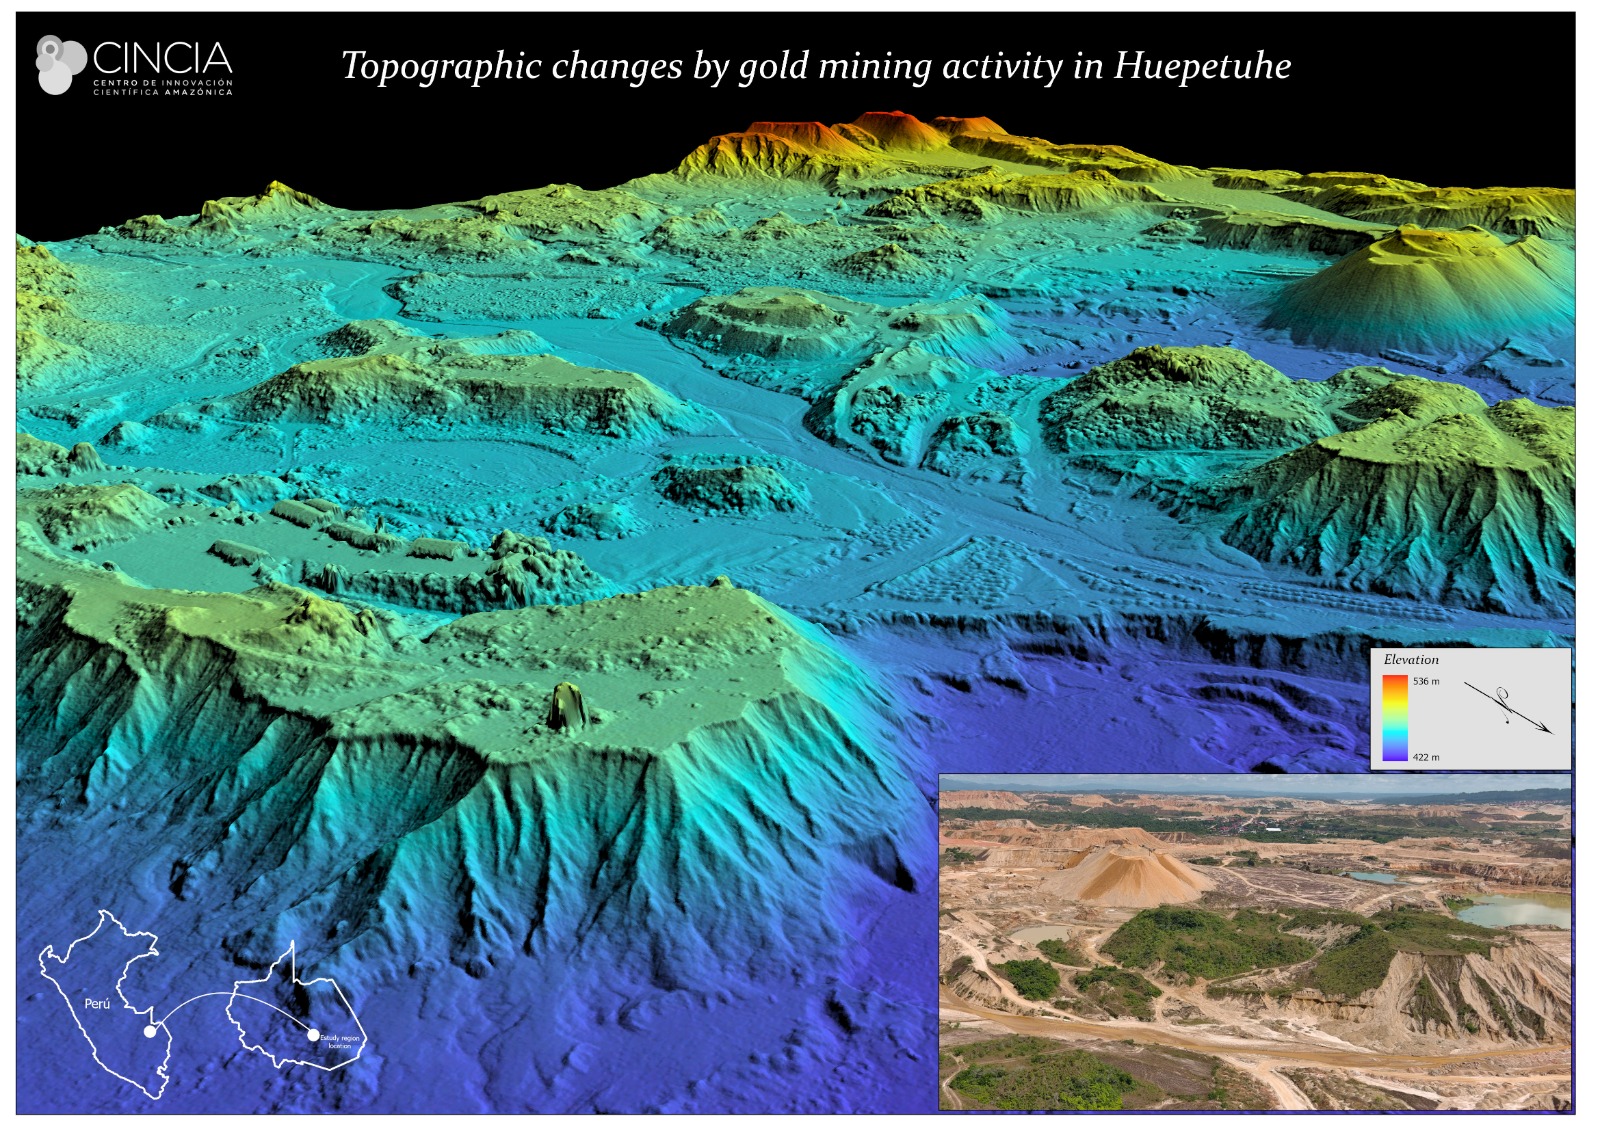 CINCIA
CENTRO DE INNOVACIÓN
CIENTÍFICA AMAZÓNICA
Topographic changes by gold mining activity in Huepetuhe
Elevation
536 m
422 m
Perú
Estudy region
location